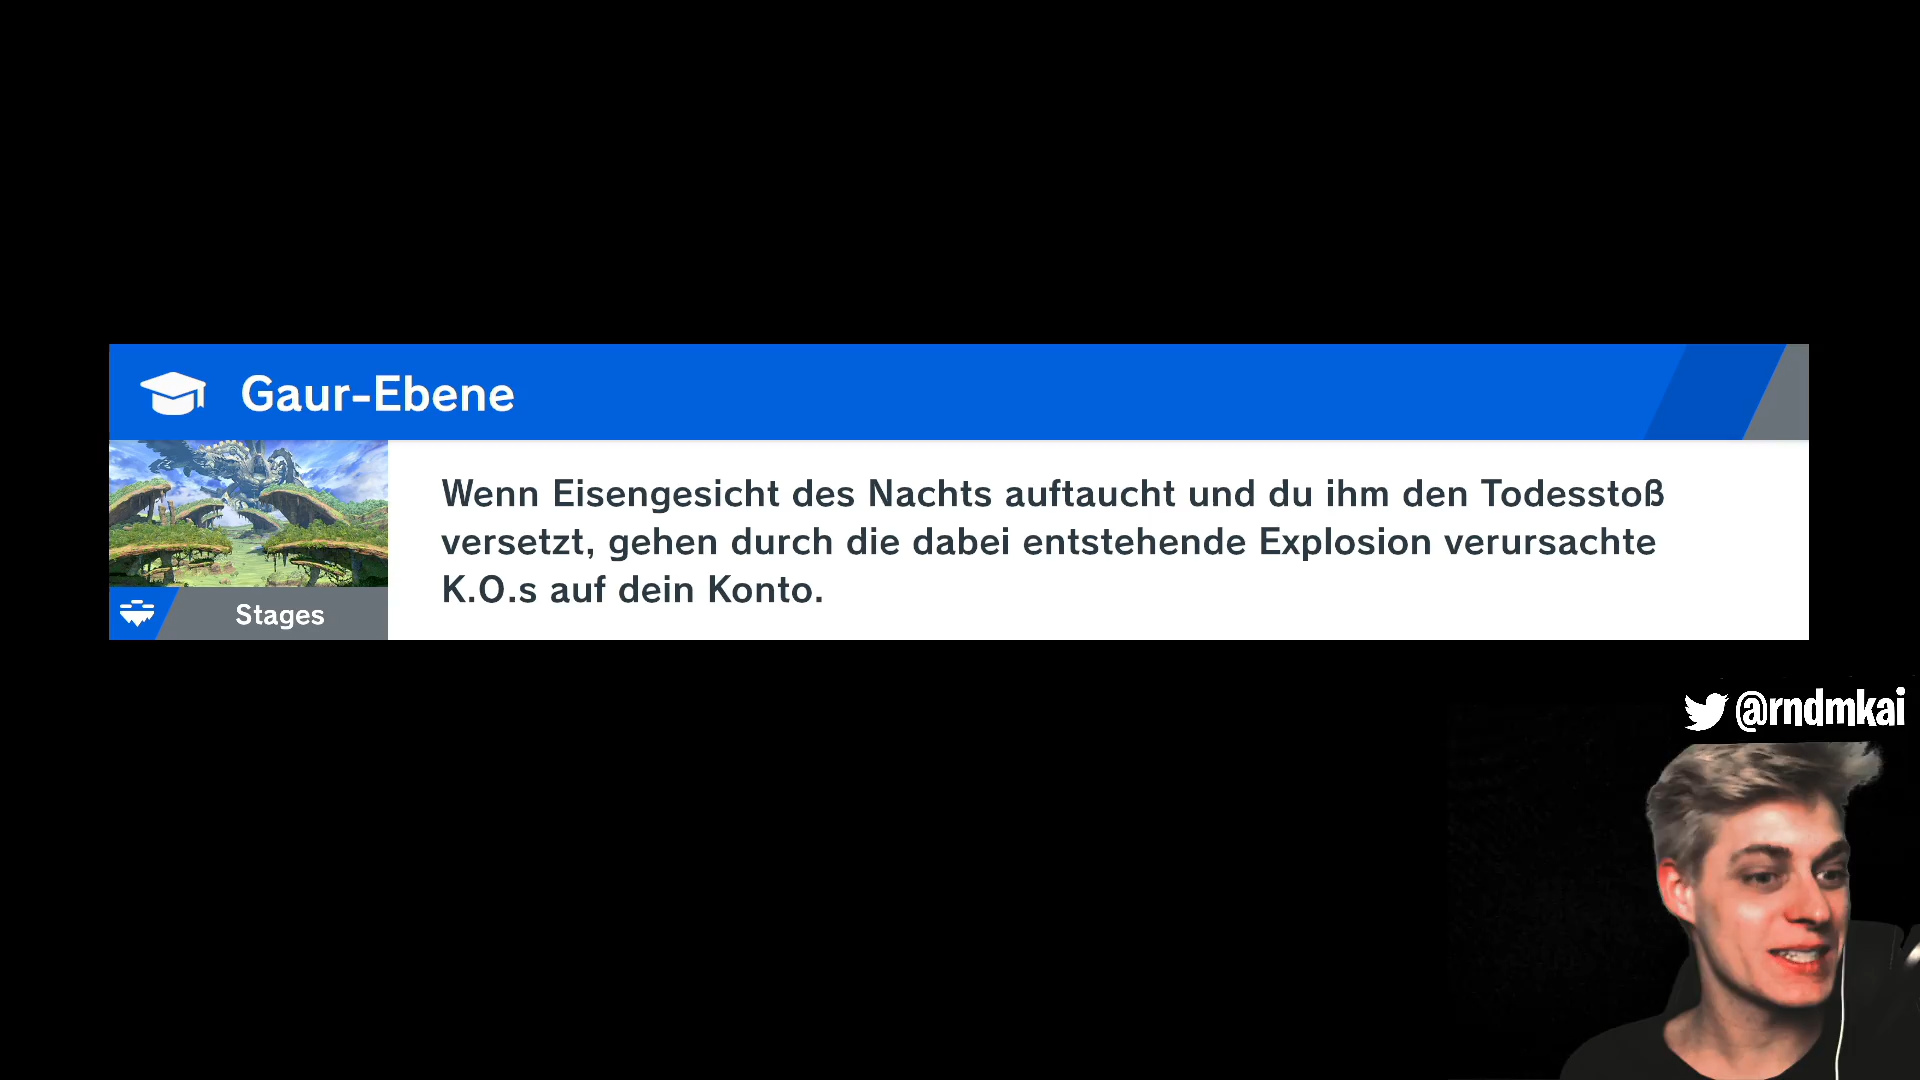 Gaur-Ebene
Wenn Eisengesicht des Nachts auftaucht und du ihm den Todesstoß
versetzt, gehen durch die dabei entstehende Explosion verursachte
K.O.s auf dein Konto.
Stages
@rndmkai